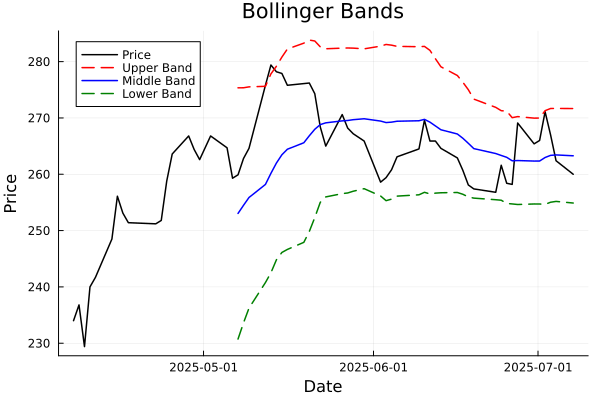 Bollinger Bands
Price
Upper Band
Middle Band
Lower Band
280
270
260
250
240
230
Price
2025-05-01
2025-06-01
2025-07-01
Date